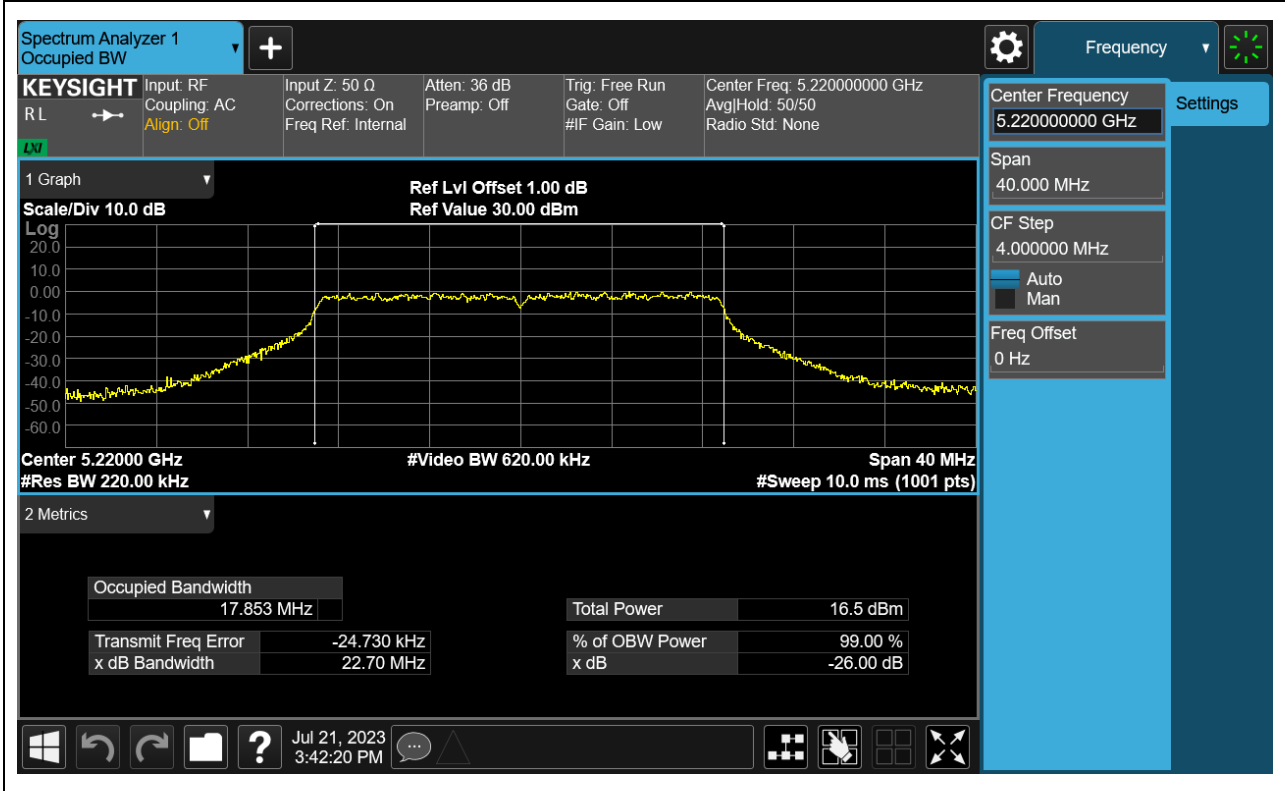 Spectrum Analyzer 1
Occupied BW
Frequency
KEYSIGHT
R L
LXI
Input: RF
Coupling: AC
Align: Off
Input Z: 50 Ω
Corrections: On
Freq Ref: Internal
Atten: 36 dB
Preamp: Off
Trig: Free Run
Gate: Off
#IF Gain: Low
Center Freq: 5.220000000 GHz
Avg|Hold: 50/50
Radio Std: None
1 Graph
Scale/Div 10.0 dB
Ref Lvl Offset 1.00 dB
Ref Value 30.00 dBm
Log
20.0
10.0
0.00
-10.0
-20.0
-30.0
-40.0
-50.0
-60.0
Center 5.22000 GHz
#Video BW 620.00 kHz
Span 40 MHz
#Res BW 220.00 kHz
#Sweep 10.0 ms (1001 pts)
2 Metrics
Occupied Bandwidth
17.853 MHz
Total Power 16.5 dBm
Transmit Freq Error -24.730 kHz
% of OBW Power 99.00 %
x dB Bandwidth 22.70 MHz
x dB -26.00 dB
Center Frequency
5.220000000 GHz
Settings
Span
40.000 MHz
CF Step
4.000000 MHz
Auto
Man
Freq Offset
0 Hz
?
Jul 21, 2023
3:42:20 PM